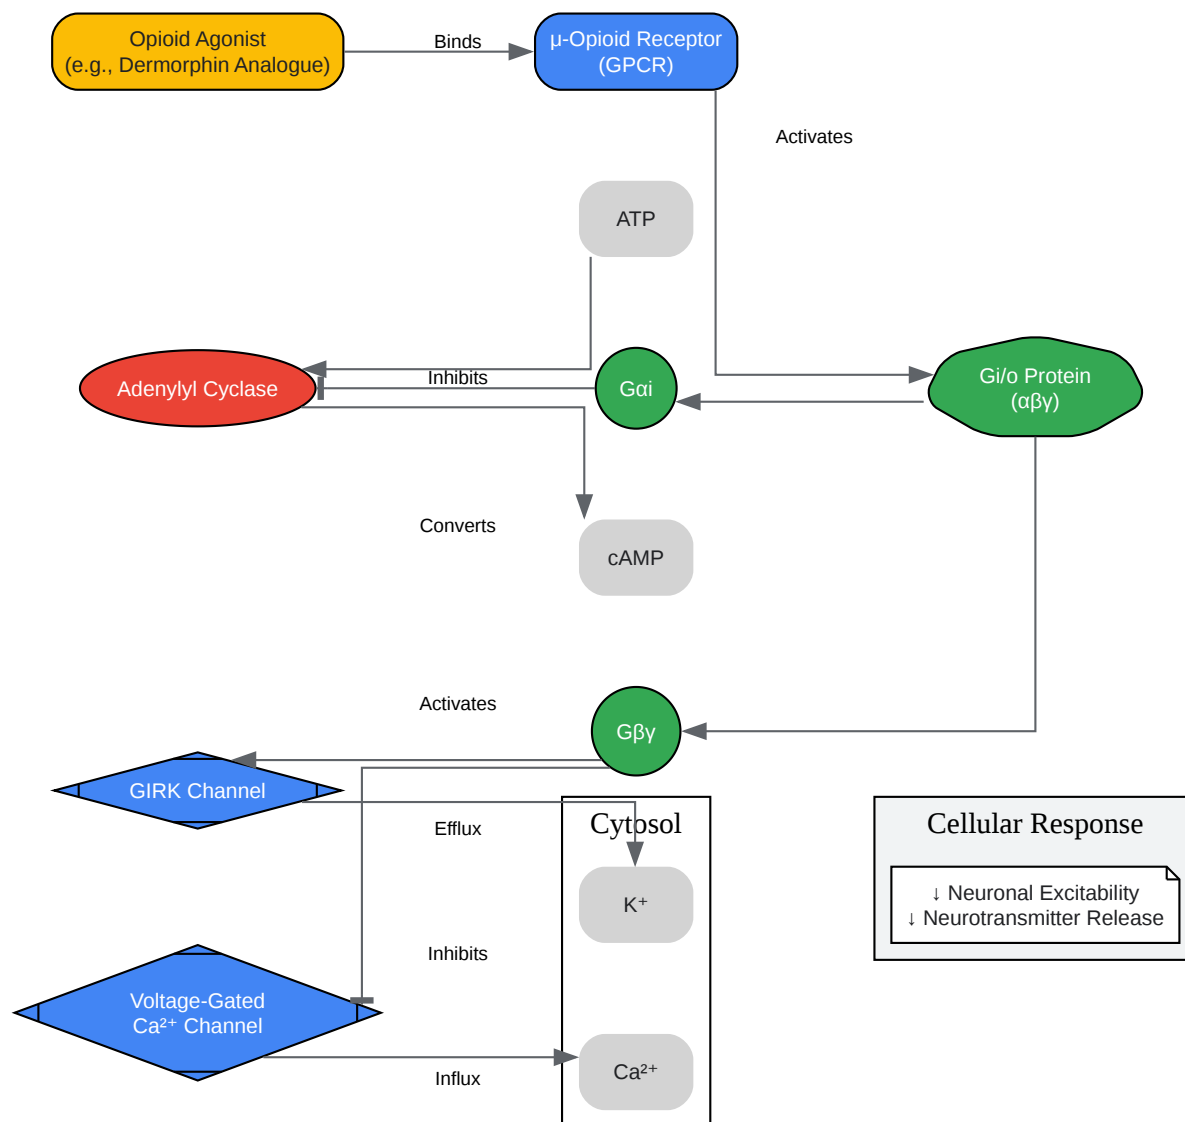 Opioid Agonist
(e.g., Dermorphin Analogue)
Binds
μ-Opioid Receptor
(GPCR)
Activates
ATP
Adenylyl Cyclase
Inhibits
Gαi
Gi/o Protein
(αβγ)
Converts
cAMP
Activates
Gβγ
GIRK Channel
Efflux
Cytosol
K⁺
Cellular Response
↓ Neuronal Excitability
↓ Neurotransmitter Release
Inhibits
Voltage-Gated
Ca²⁺ Channel
Influx
Ca²⁺